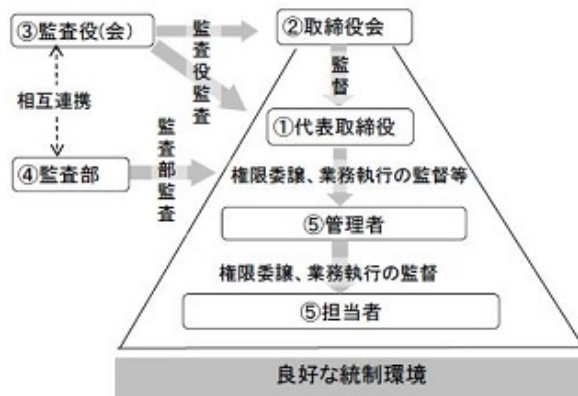 ③監査役(会)
監査役監査
②取締役会
監督
相互連携
①代表取締役
④監査部
監査部監査
権限委譲、業務執行の監督等
⑤管理者
権限委譲、業務執行の監督
⑤担当者
良好な統制環境